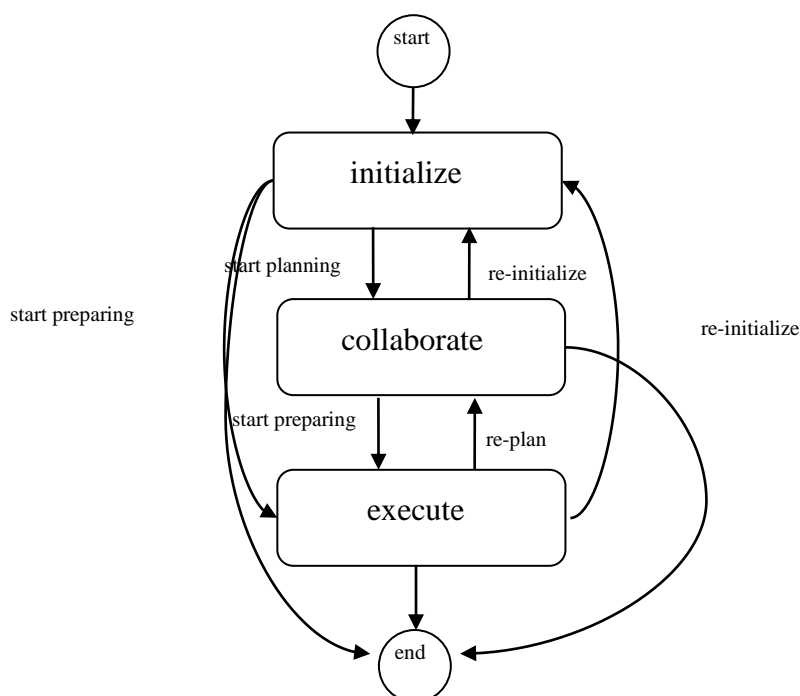 start
initialize
start planning
re-initialize
start preparing
re-initialize
collaborate
start preparing
re-plan
execute
end